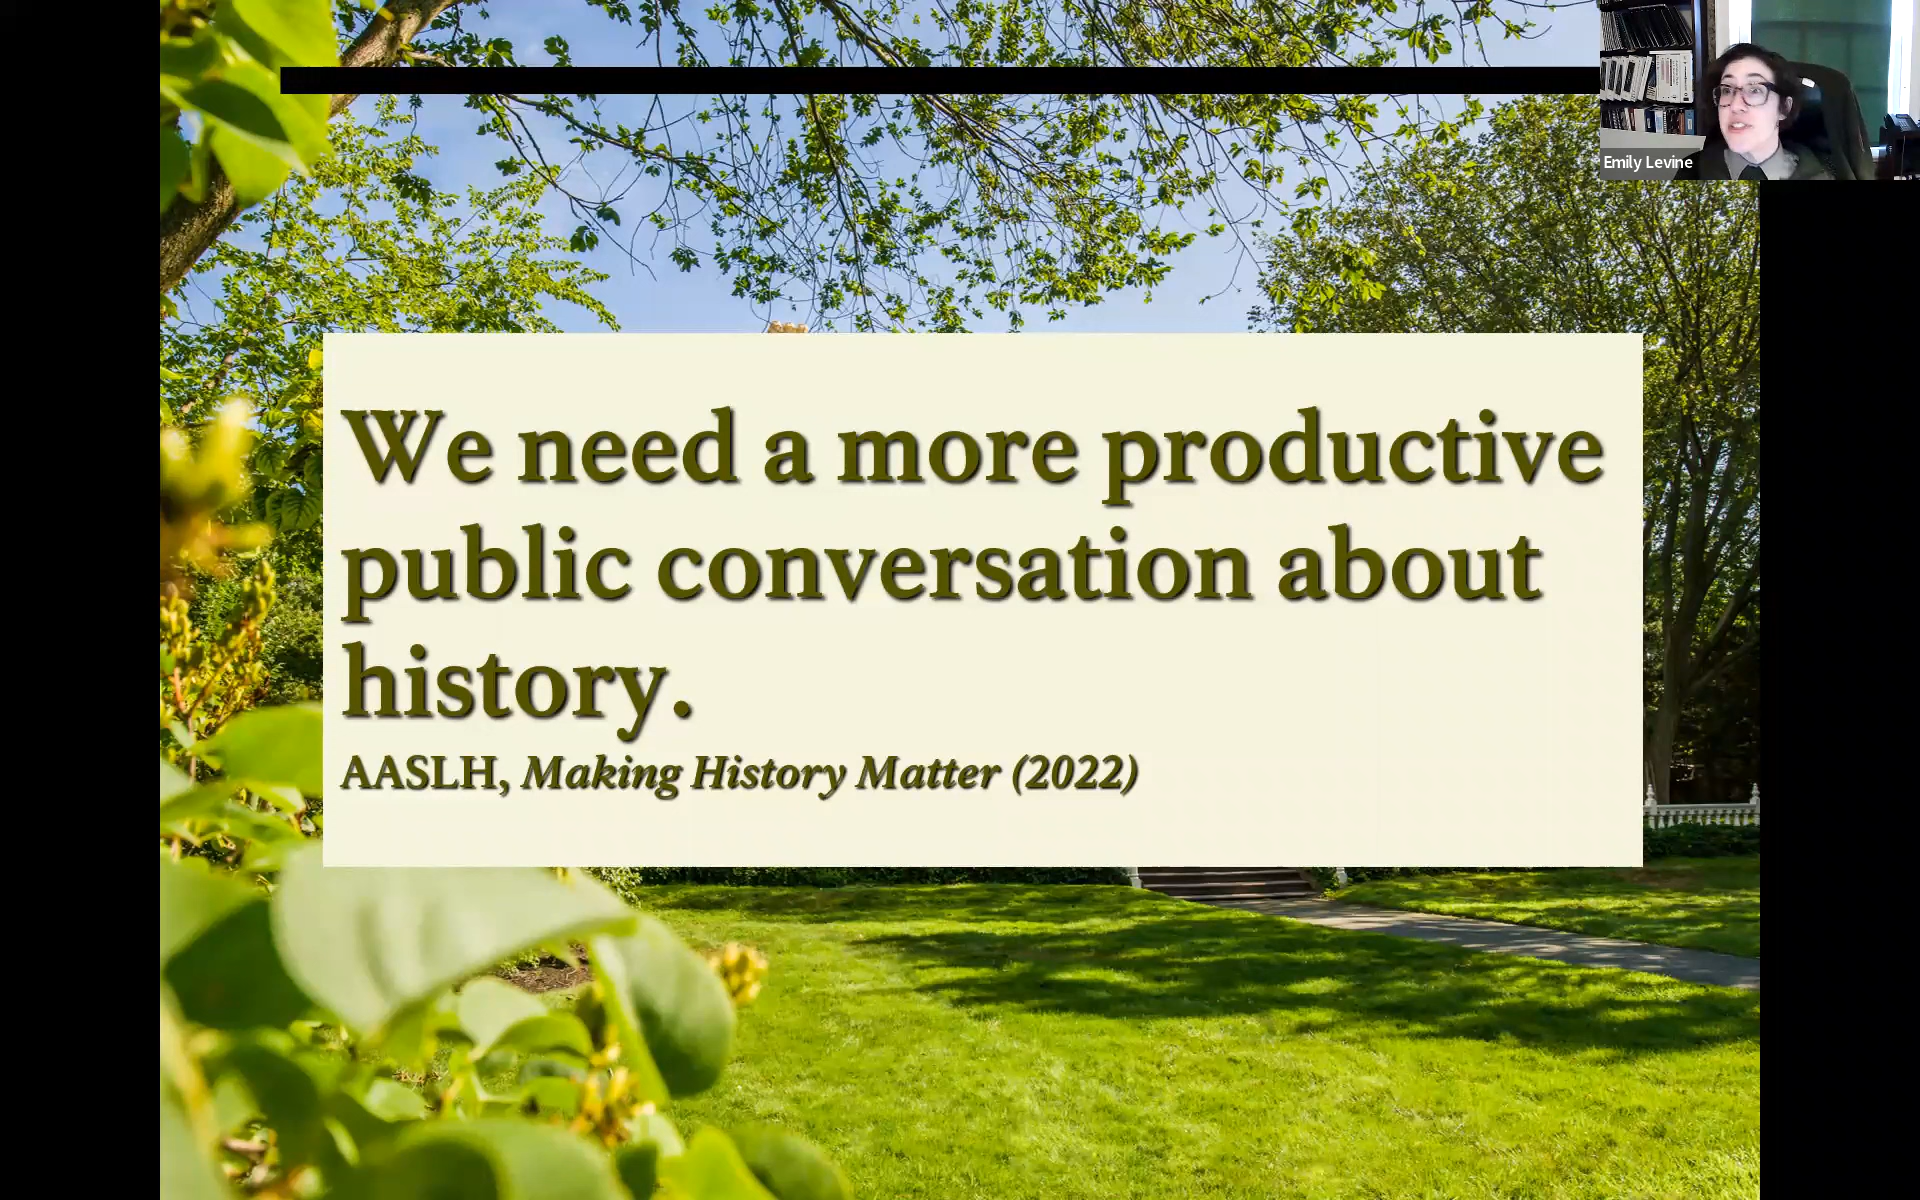 Emily Levine
We need a more productive
public conversation about
history.
AASLH, Making History Matter (2022)